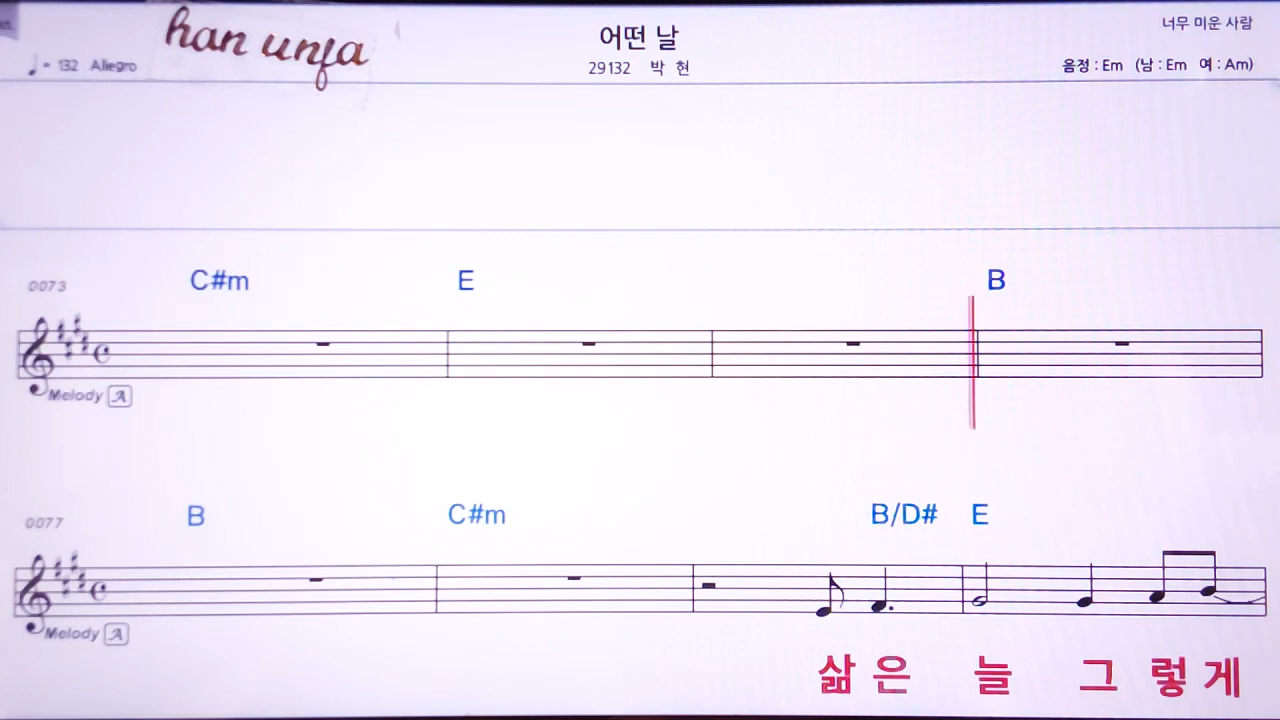 han unja
어떤 날
너무 미운 사람
♩ = 132 Allegro
29132 박 현
음정 : Em (남 : Em 여 : Am)
0073
C#m E B
Melody A
0077
B C#m B/D# E
Melody A
삶 은 늘 그 렇 게